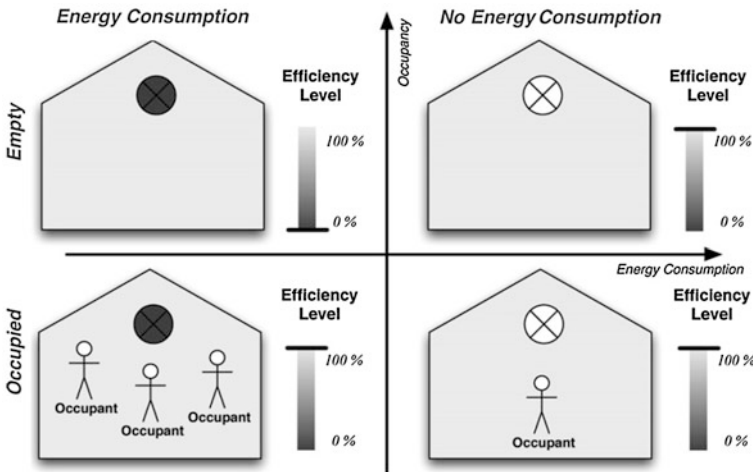 Energy Consumption
No Energy Consumption
Occupancy
Empty
Efficiency
Level
100 %
0 %
Efficiency
Level
100 %
0 %
Energy Consumption
Occupied
Efficiency
Level
100 %
0 %
Occupant
Occupant
Occupant
Efficiency
Level
100 %
0 %
Occupant